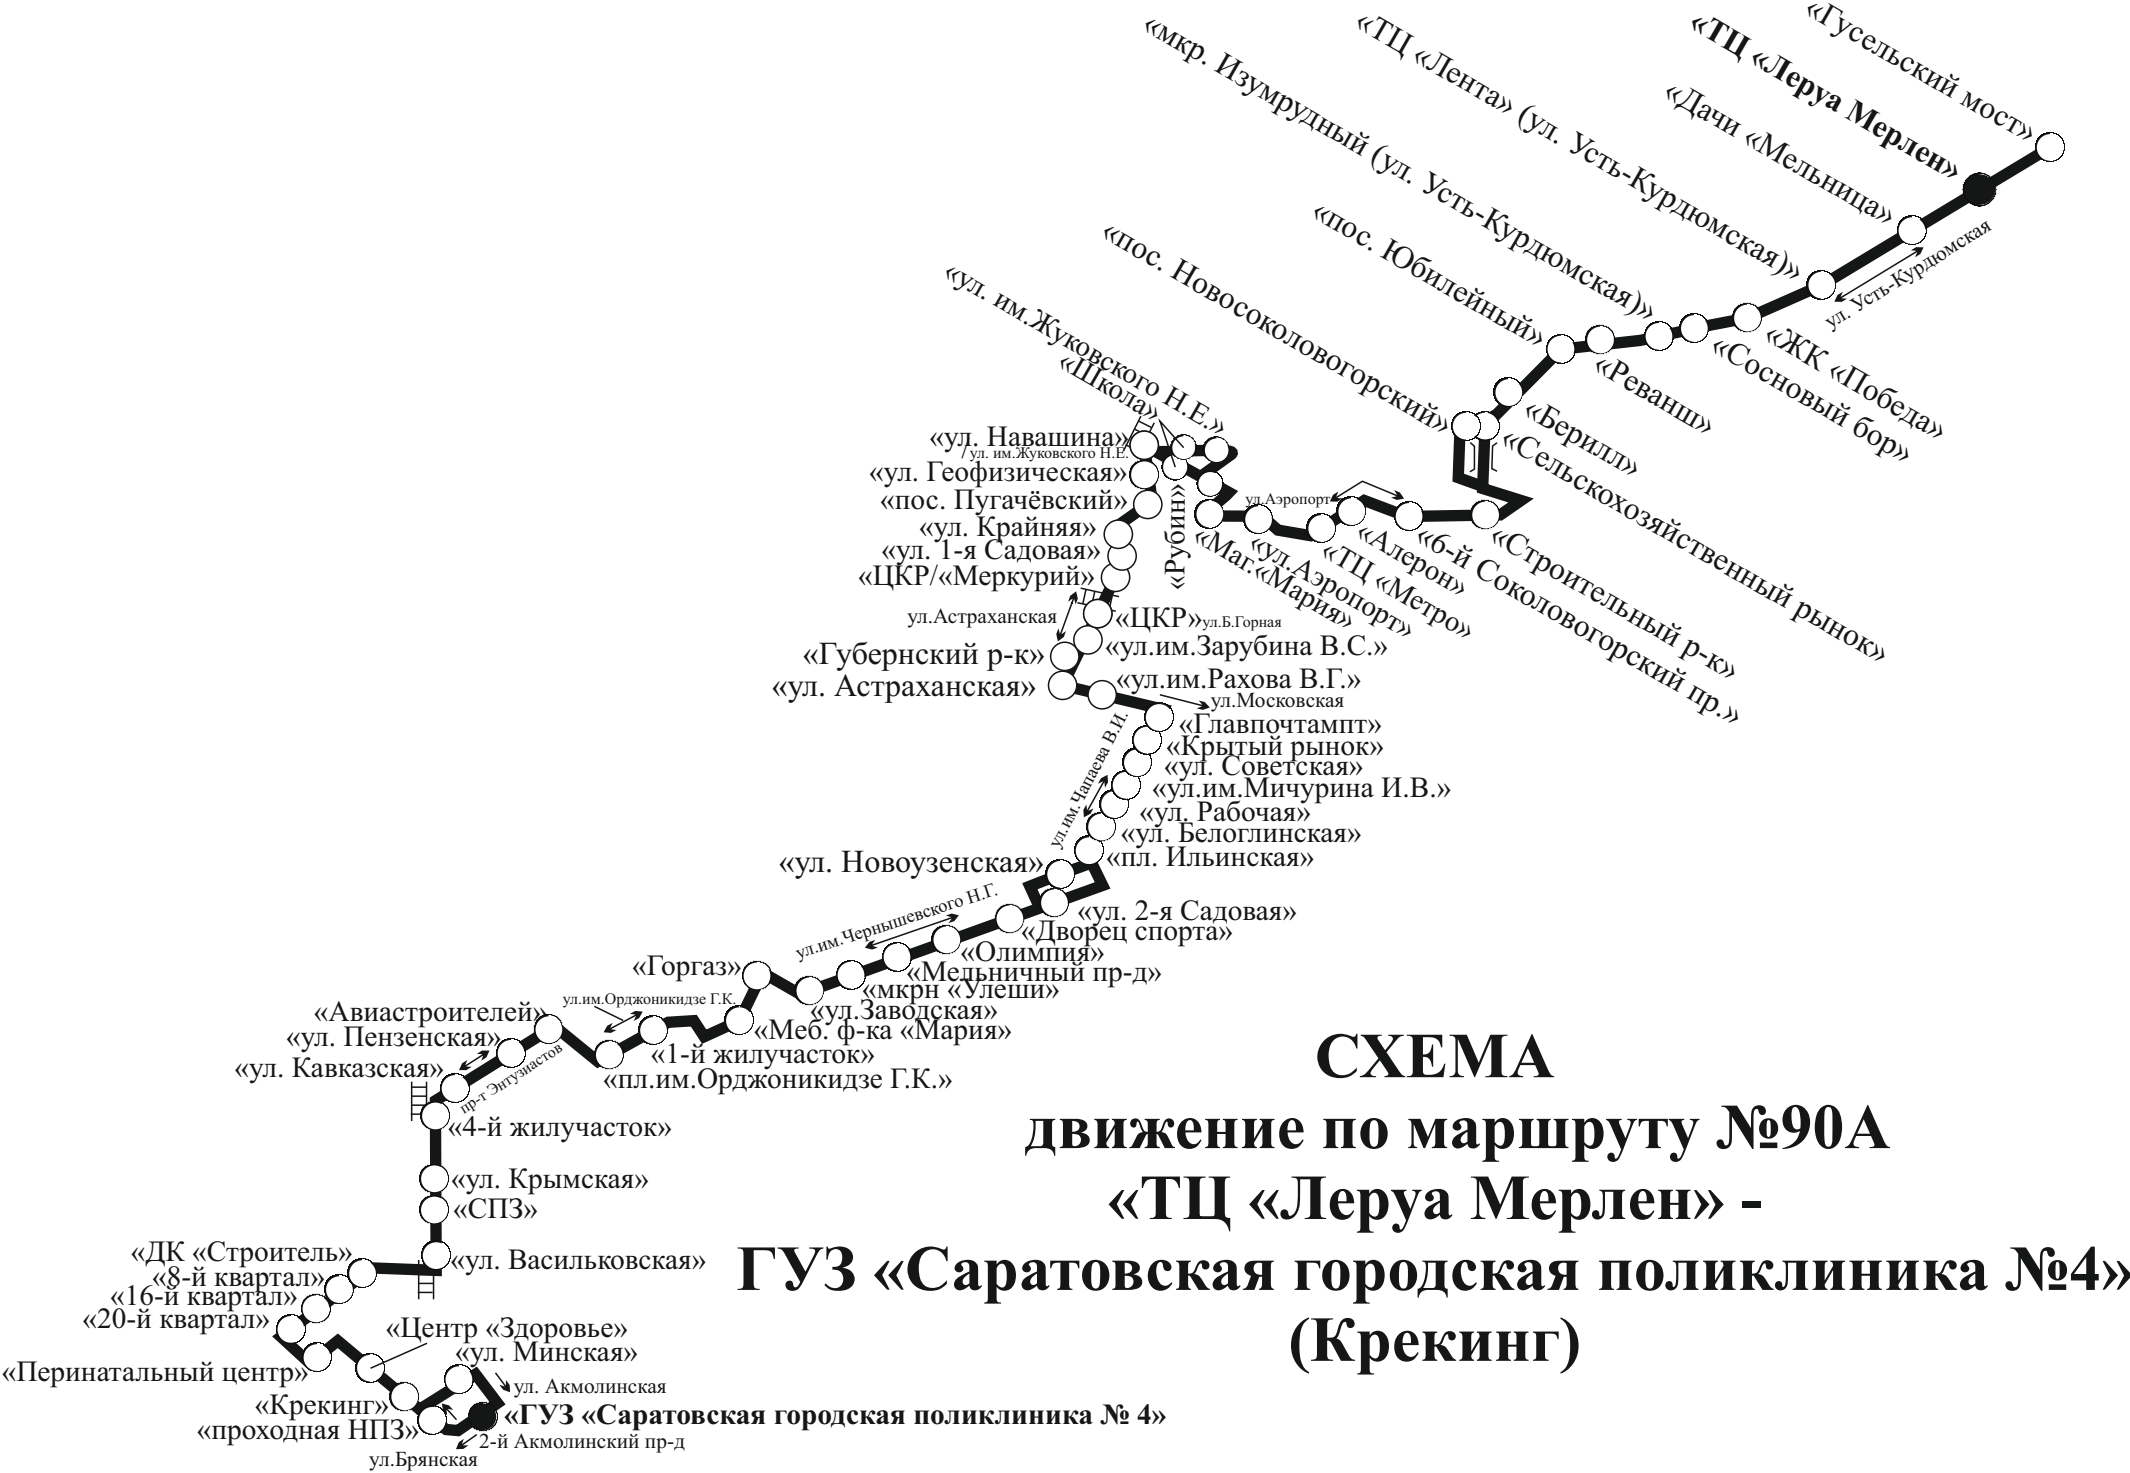 «Гусельский мост»
«ТЦ «Леруа Мерлен»
«Дачи «Мельница»
«ТЦ «Лента» (ул. Усть-Курдюмская)»
ул. Усть-Курдюмская
«мкр. Изумрудный (ул. Усть-Курдюмская)»
«ЖК «Победа»
«Сосновый бор»
«Реванш»
«пос. Юбилейный»
«Берилл»
«Сельскохозяйственный рынок»
«пос. Новосоколовогорский»
«Строительный р-к»
«6-й Соколовогорский пр.»
«Алерон»
ул.Аэропорт
«ТЦ «Метро»
«ул.Аэропорт»
«Маг.«Мария»
«ул. им.Жуковского Н.Е.»
«Школа»
«Рубин»
«ул. Навашина»
ул. им.Жуковского Н.Е.
«ул. Геофизическая»
«пос. Пугачёвский»
«ул. Крайняя»
«ул. 1-я Садовая»
«ЦКР/«Меркурий»
ул.Астраханская
«ЦКР»
ул.Б.Горная
«ул.им.Зарубина В.С.»
«Губернский р-к»
«ул. Астраханская»
«ул.им.Рахова В.Г.»
ул.Московская
«Главпочтампт»
«Крытый рынок»
«ул. Советская»
«ул.им.Мичурина И.В.»
«ул. Рабочая»
«ул. Белоглинская»
ул.им.Чапаева В.И.
«пл. Ильинская»
«ул. Новоузенская»
«ул. 2-я Садовая»
«Дворец спорта»
ул.им.Чернышевского Н.Г.
«Олимпия»
«Мельничный пр-д»
«мкрн «Улеши»
«ул.Заводская»
«Горгаз»
«Меб. ф-ка «Мария»
ул.им.Орджоникидзе Г.К.
«1-й жилучасток»
«пл.им.Орджоникидзе Г.К.»
«Авиастроителей»
«ул. Пензенская»
«ул. Кавказская»
пр-т Энтузиастов
«4-й жилучасток»
«ул. Крымская»
«СПЗ»
«ул. Васильковская»
«ДК «Строитель»
«8-й квартал»
«16-й квартал»
«20-й квартал»
«Перинатальный центр»
«Центр «Здоровье»
«ул. Минская»
«Крекинг»
«проходная НПЗ»
ул. Акмолинская
«ГУЗ «Саратовская городская поликлиника № 4»
2-й Акмолинский пр-д
ул.Брянская
СХЕМА
движение по маршруту №90А
«ТЦ «Леруа Мерлен» -
ГУЗ «Саратовская городская поликлиника №4»
(Крекинг)